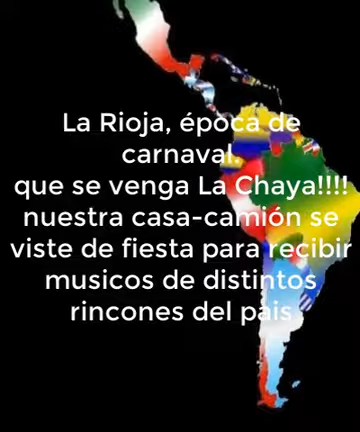 La Rioja, época de
carnaval.
que se venga La Chaya!!!!
nuestra casa-camión se
viste de fiesta para recibir
musicos de distintos
rincones del pais